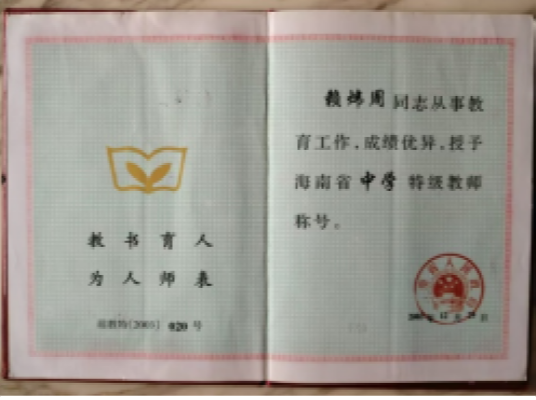 教书育人
为人师表
琼教特(2005) 020 号
赖炜周同志从事教
育工作，成绩优异，授予
海南省中学特级教师
称号。